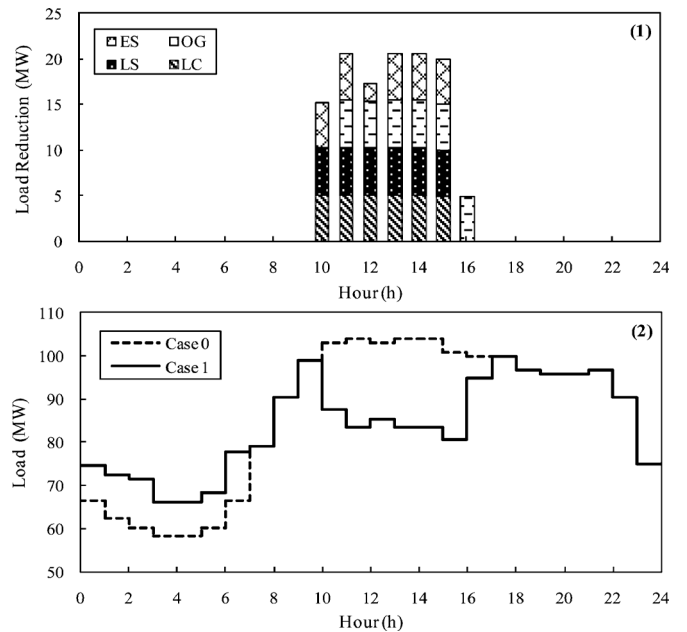 (1)
ES OG
LS LC
Load Reduction (MW)
25
20
15
10
5
0
0 2 4 6 8 10 12 14 16 18 20 22 24
Hour (h)
(2)
Case 0
Case 1
Load (MW)
110
100
90
80
70
60
50
0 2 4 6 8 10 12 14 16 18 20 22 24
Hour (h)